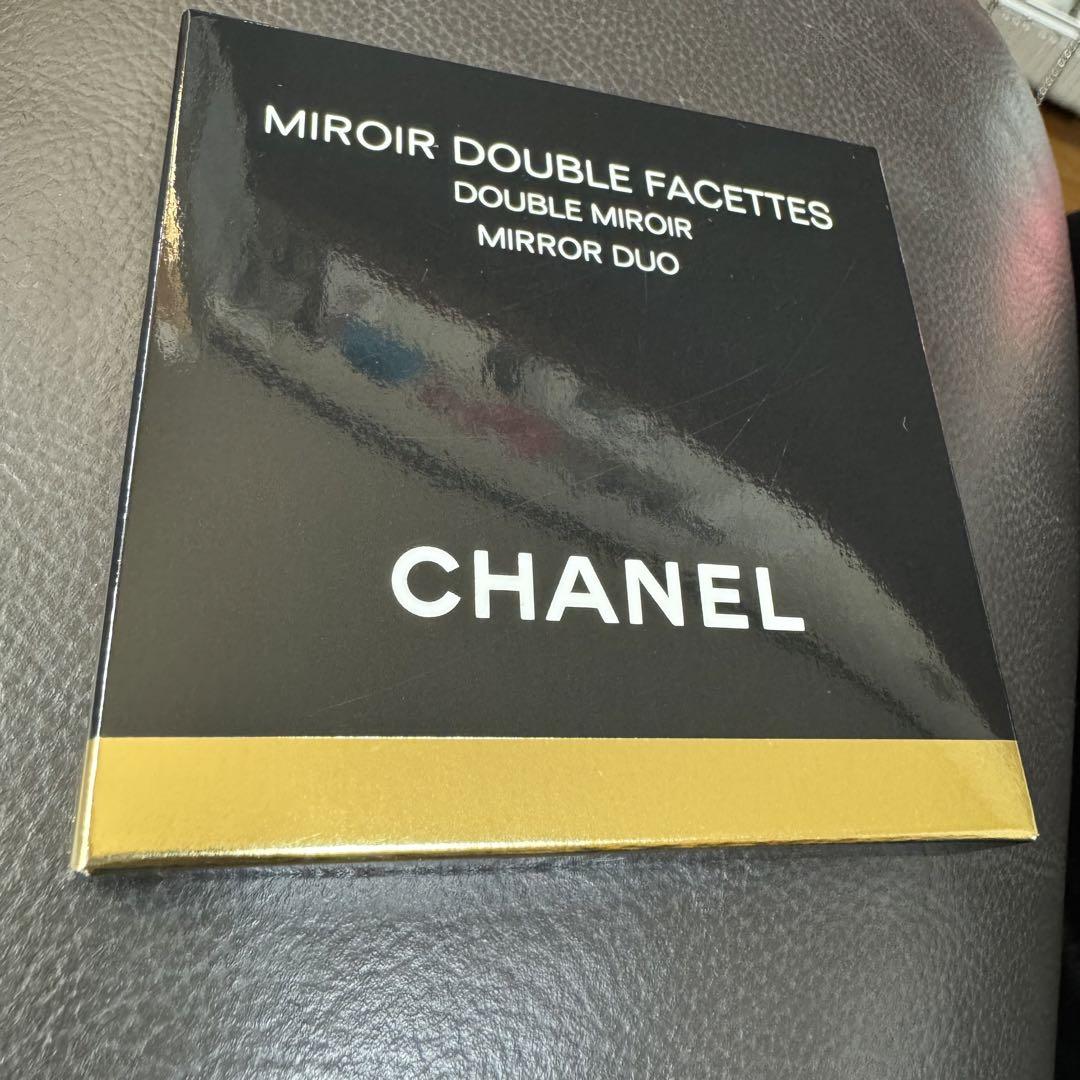 MIROIR DOUBLE FACETTES
DOUBLE MIROIR
MIRROR DUO
CHANEL